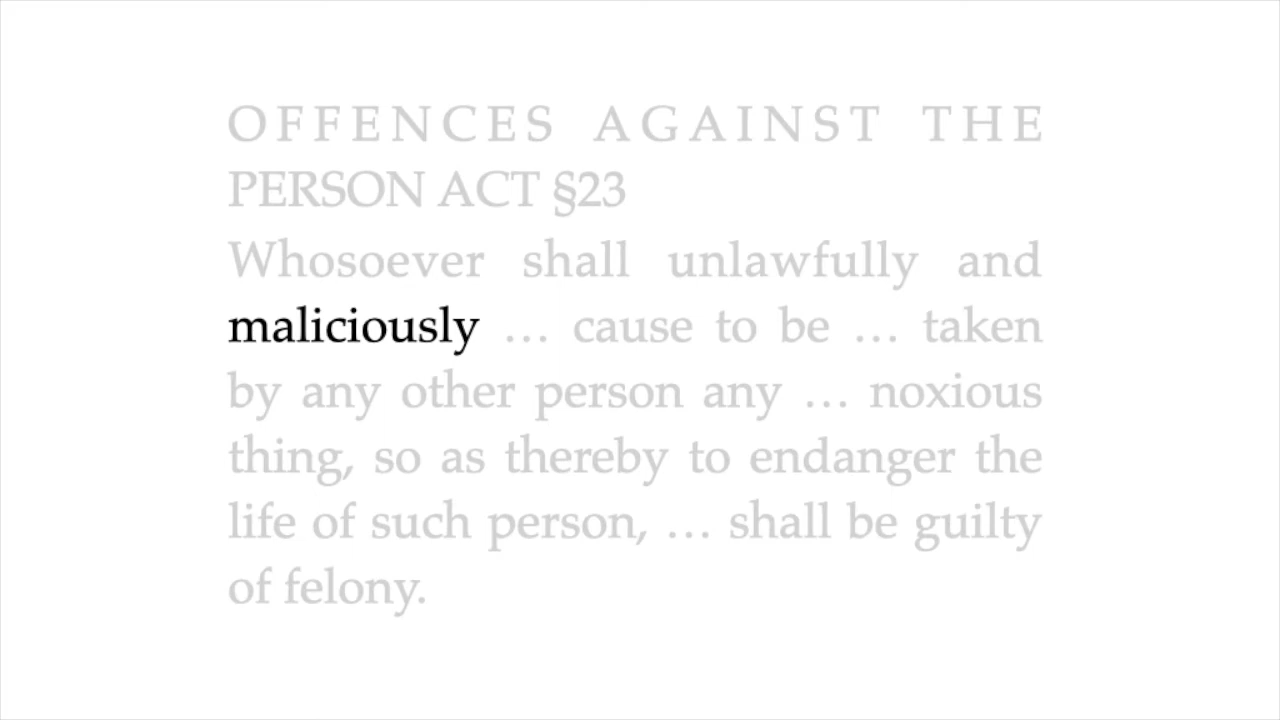 OFFENCES AGAINST THE
PERSON ACT §23
Whosoever shall unlawfully and
maliciously … cause to be … taken
by any other person any … noxious
thing, so as thereby to endanger the
life of such person, … shall be guilty
of felony.